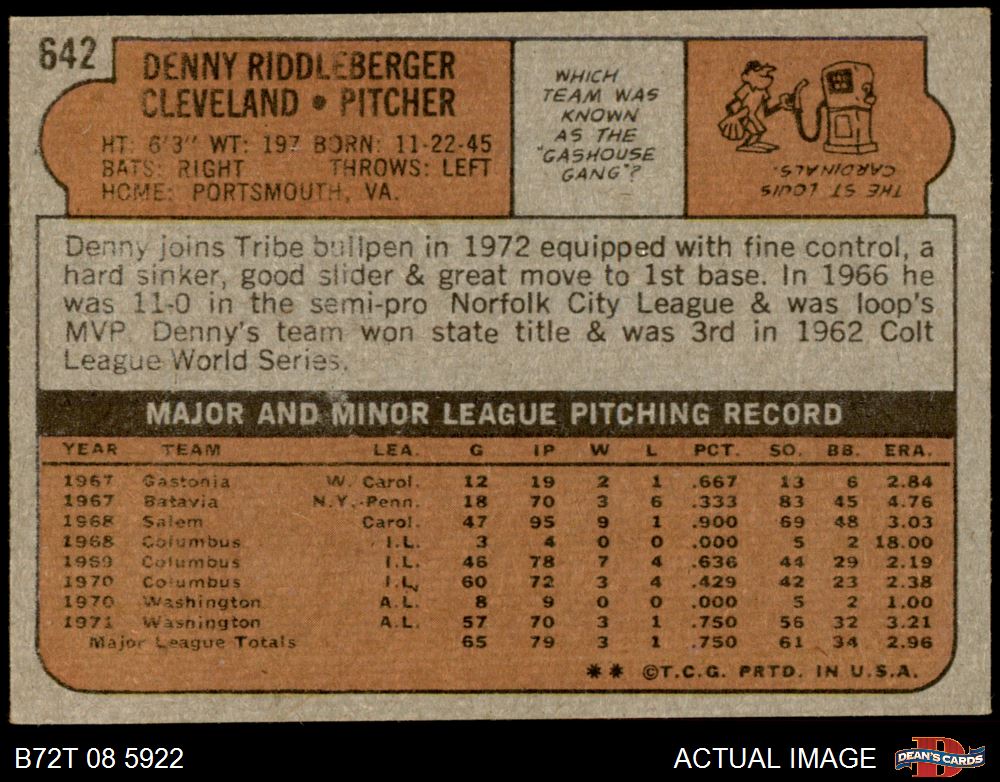 642
DENNY RIDDLEBERGER
CLEVELAND • PITCHER
HT: 6'3" WT: 197 BORN: 11-22-45
BATS: RIGHT THROWS: LEFT
HOME: PORTSMOUTH, VA.
WHICH
TEAM WAS
KNOWN
AS THE
"GASHOUSE
GANG"?
THE ST LOUIS
CARDINALS.
Denny joins Tribe bullpen in 1972 equipped with fine control, a
hard sinker, good slider & great move to 1st base. In 1966 he
was 11-0 in the semi-pro Norfolk City League & was loop's
MVP. Denny's team won state title & was 3rd in 1962 Colt
League World Series.
MAJOR AND MINOR LEAGUE PITCHING RECORD
YEAR TEAM LEA. G IP W L PCT. SO. BB. ERA.
1967 Gastonia W. Carol. 12 19 2 1 .667 13 6 2.84
1967 Batavia N.Y.-Penn. 18 70 3 6 .333 83 45 4.76
1968 Salem Carol. 47 95 9 1 .900 69 48 3.03
1968 Columbus I.L. 3 4 0 0 .000 5 2 18.00
1969 Columbus I.L. 46 78 7 4 .636 44 29 2.19
1970 Columbus I.L. 60 72 3 4 .429 42 23 2.38
1970 Washington A.L. 8 9 0 0 .000 5 2 1.00
1971 Washington A.L. 57 70 3 1 .750 56 32 3.21
Major League Totals 65 79 3 1 .750 61 34 2.96
** ©T.C.G. PRTD. IN U.S.A.
B72T 08 5922
ACTUAL IMAGE
DEAN'S CARDS